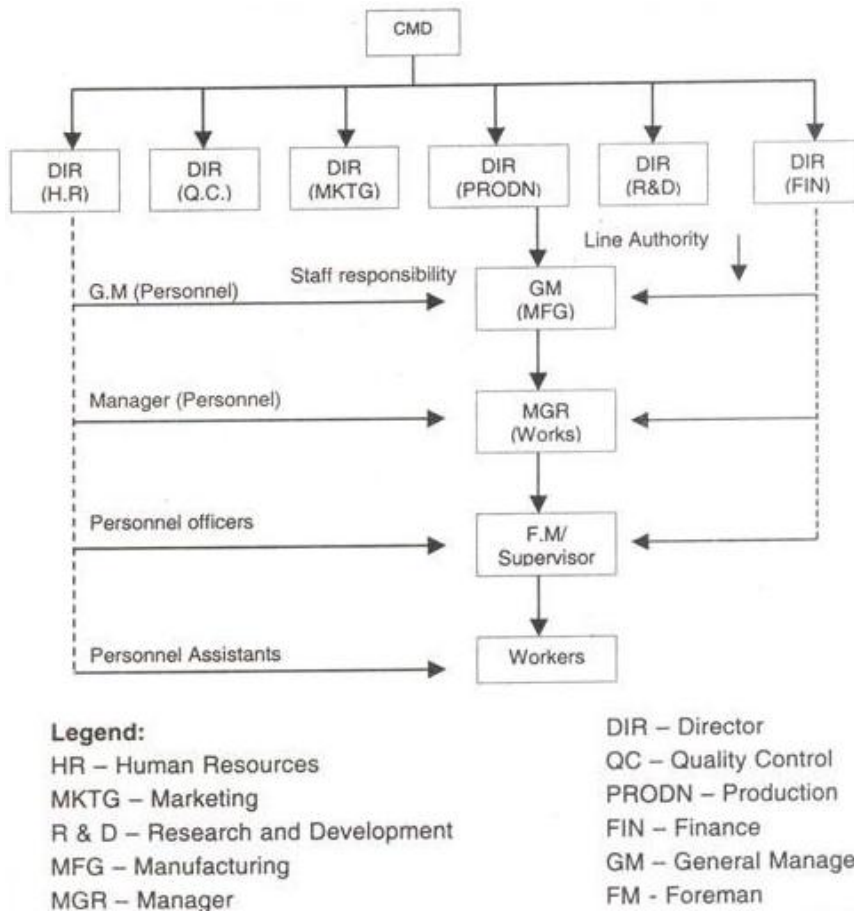 CMD
DIR
(H.R)
DIR
(Q.C.)
DIR
(MKTG)
DIR
(PRODN)
DIR
(R&D)
DIR
(FIN)
Line Authority
Staff responsibility
G.M (Personnel)
GM
(MFG)
Manager (Personnel)
MGR
(Works)
Personnel officers
F.M/
Supervisor
Personnel Assistants
Workers
Legend:
HR – Human Resources
MKTG – Marketing
R & D – Research and Development
MFG – Manufacturing
MGR – Manager
DIR – Director
QC – Quality Control
PRODN – Production
FIN – Finance
GM – General Manage
FM - Foreman